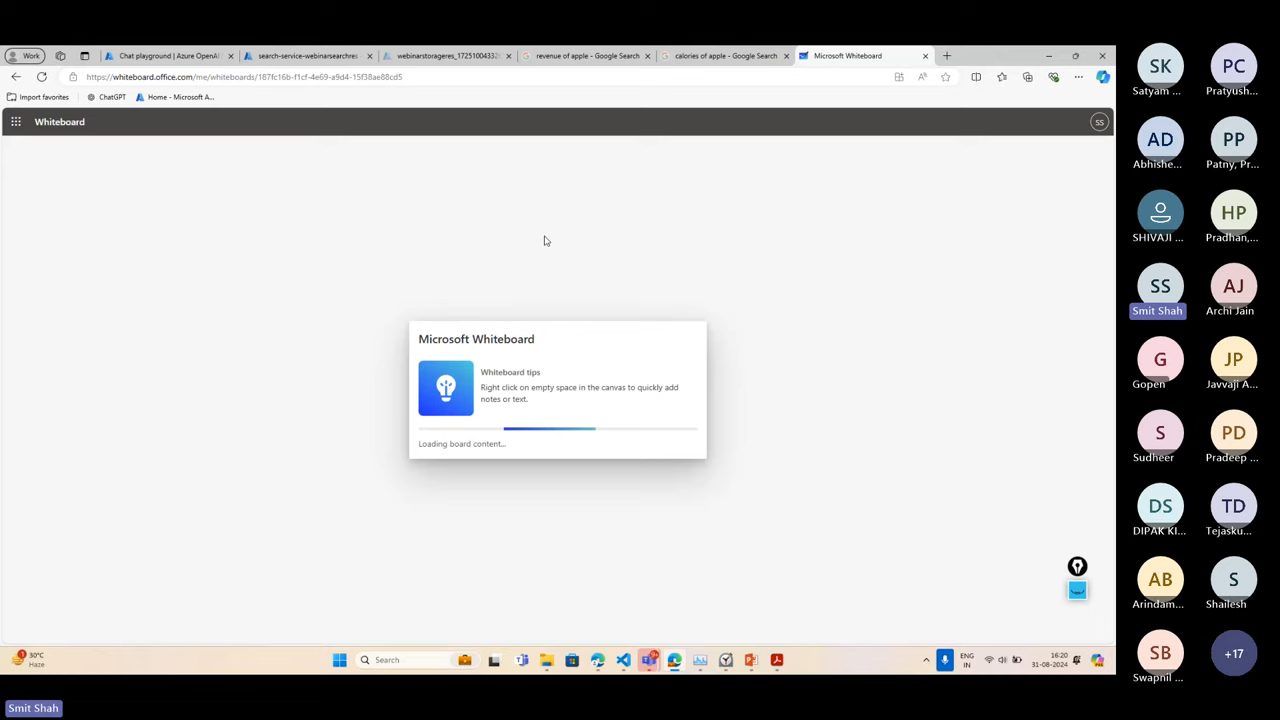 Work
Chat playground | Azure OpenAI
search-service-webinarsearchres
webinarstorageres_1725100433
revenue of apple - Google Search
calories of apple - Google Search
Microsoft Whiteboard
https://whiteboard.office.com/me/whiteboards/187fc16b-f1cf-4e69-a9d4-15f38ae88cd5
Import favorites
ChatGPT
Home - Microsoft A...
Whiteboard
SS
Microsoft Whiteboard
Whiteboard tips
Right click on empty space in the canvas to quickly add
notes or text.
Loading board content...
1
30°C
Haze
Search
ENG
IN
16:20
31-08-2024
SK
Satyam ...
PC
Pratyush...
AD
Abhishe...
PP
Patny, Pr...
SHIVAJI ...
HP
Pradhan,...
SS
Smit Shah
AJ
Archi Jain
G
Gopen
JP
Javvaji A...
S
Sudheer
PD
Pradeep ...
DS
DIPAK KI...
TD
Tejasku...
AB
Arindam...
S
Shailesh
SB
Swapnil ...
+17
Smit Shah